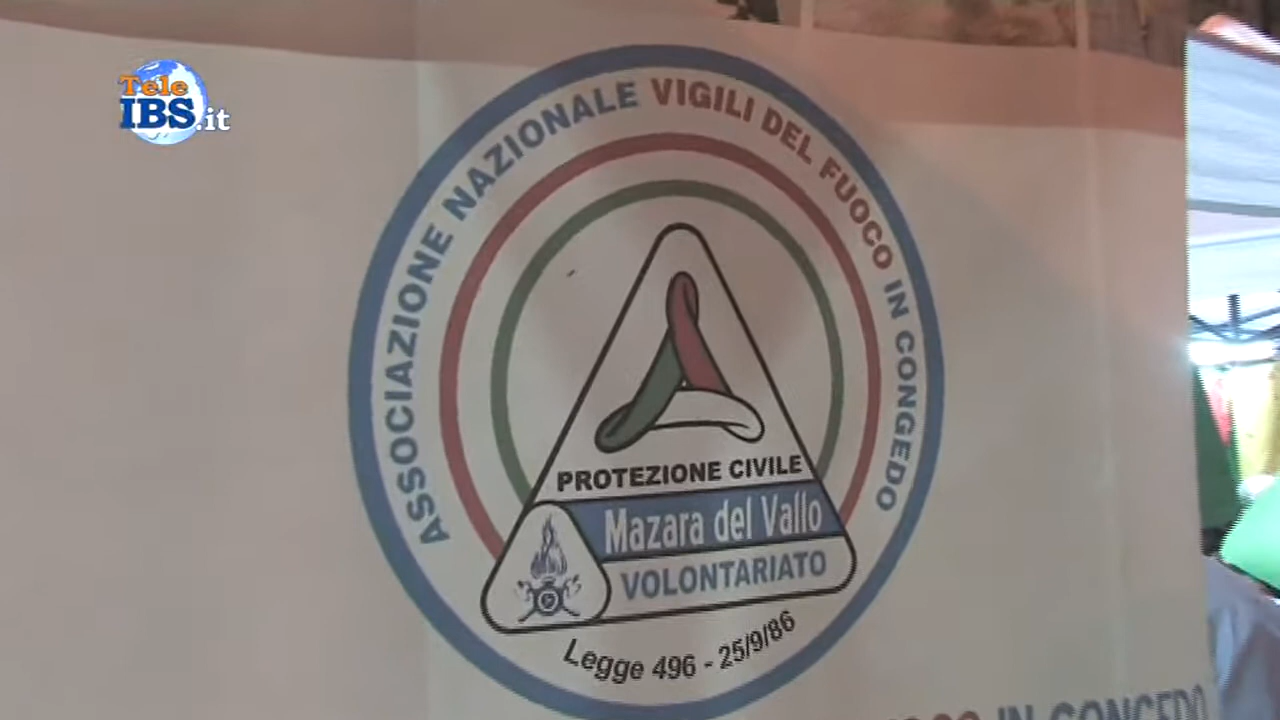 Tele
IBS.it
ASSOCIAZIONE NAZIONALE VIGILI DEL FUOCO IN CONGEDO
PROTEZIONE CIVILE
Mazara del Vallo
VOLONTARIATO
Legge 496 - 25/9/86
IN CONGEDO